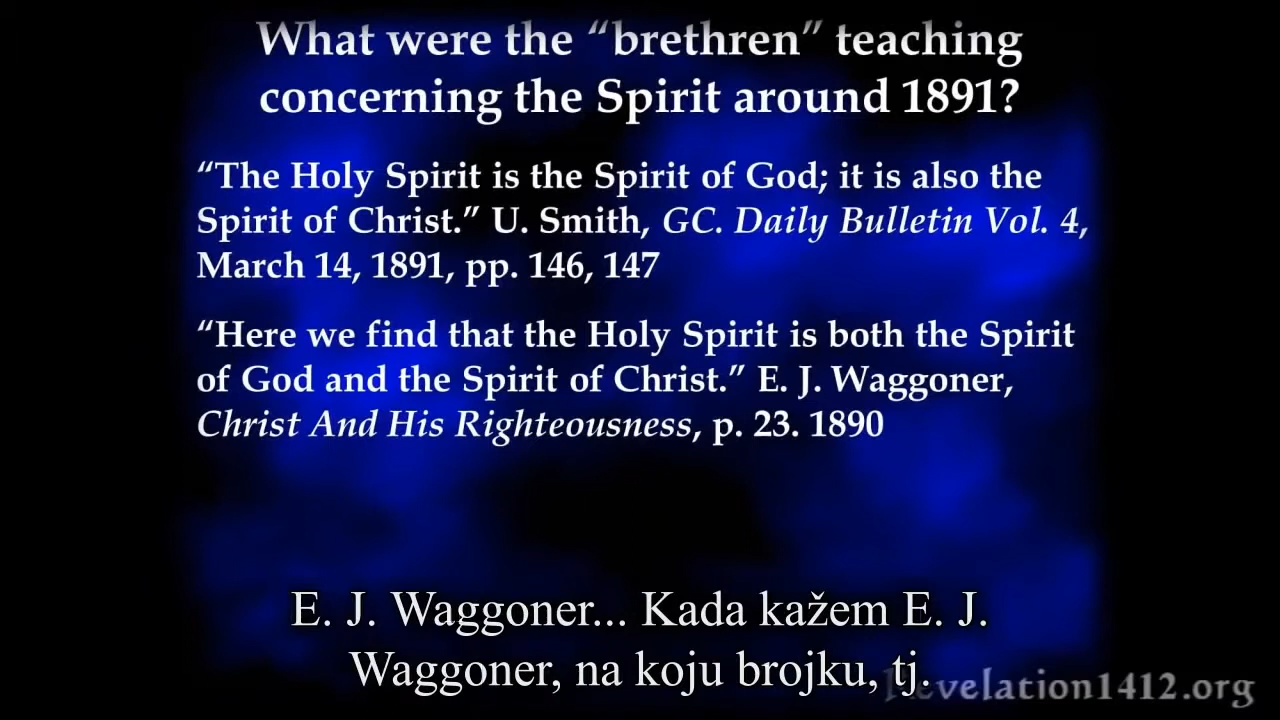 What were the “brethren” teaching
concerning the Spirit around 1891?
“The Holy Spirit is the Spirit of God; it is also the
Spirit of Christ.” U. Smith, GC. Daily Bulletin Vol. 4,
March 14, 1891, pp. 146, 147
“Here we find that the Holy Spirit is both the Spirit
of God and the Spirit of Christ.” E. J. Waggoner,
Christ And His Righteousness, p. 23. 1890
E. J. Waggoner... Kada kažem E. J.
Waggoner, na koju brojku, tj.
Revelation1412.org